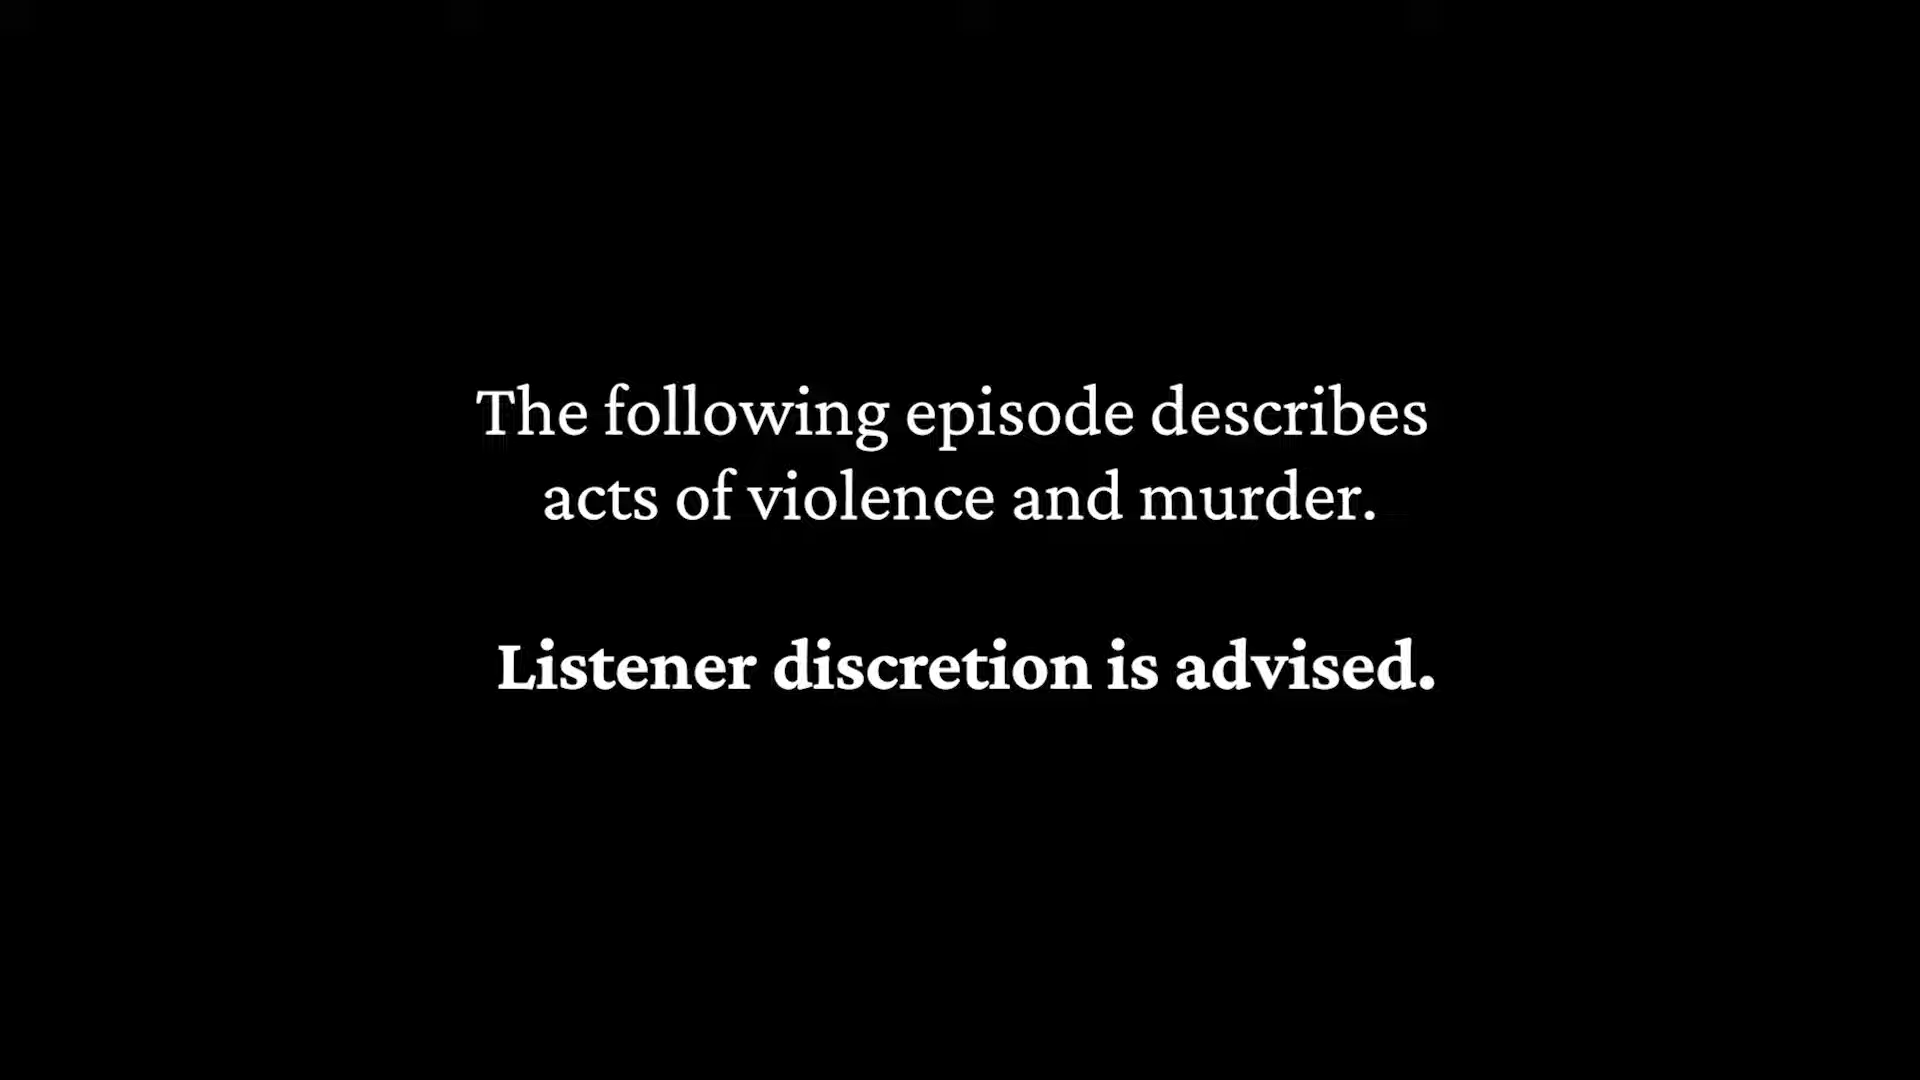 The following episode describes
acts of violence and murder.
Listener discretion is advised.